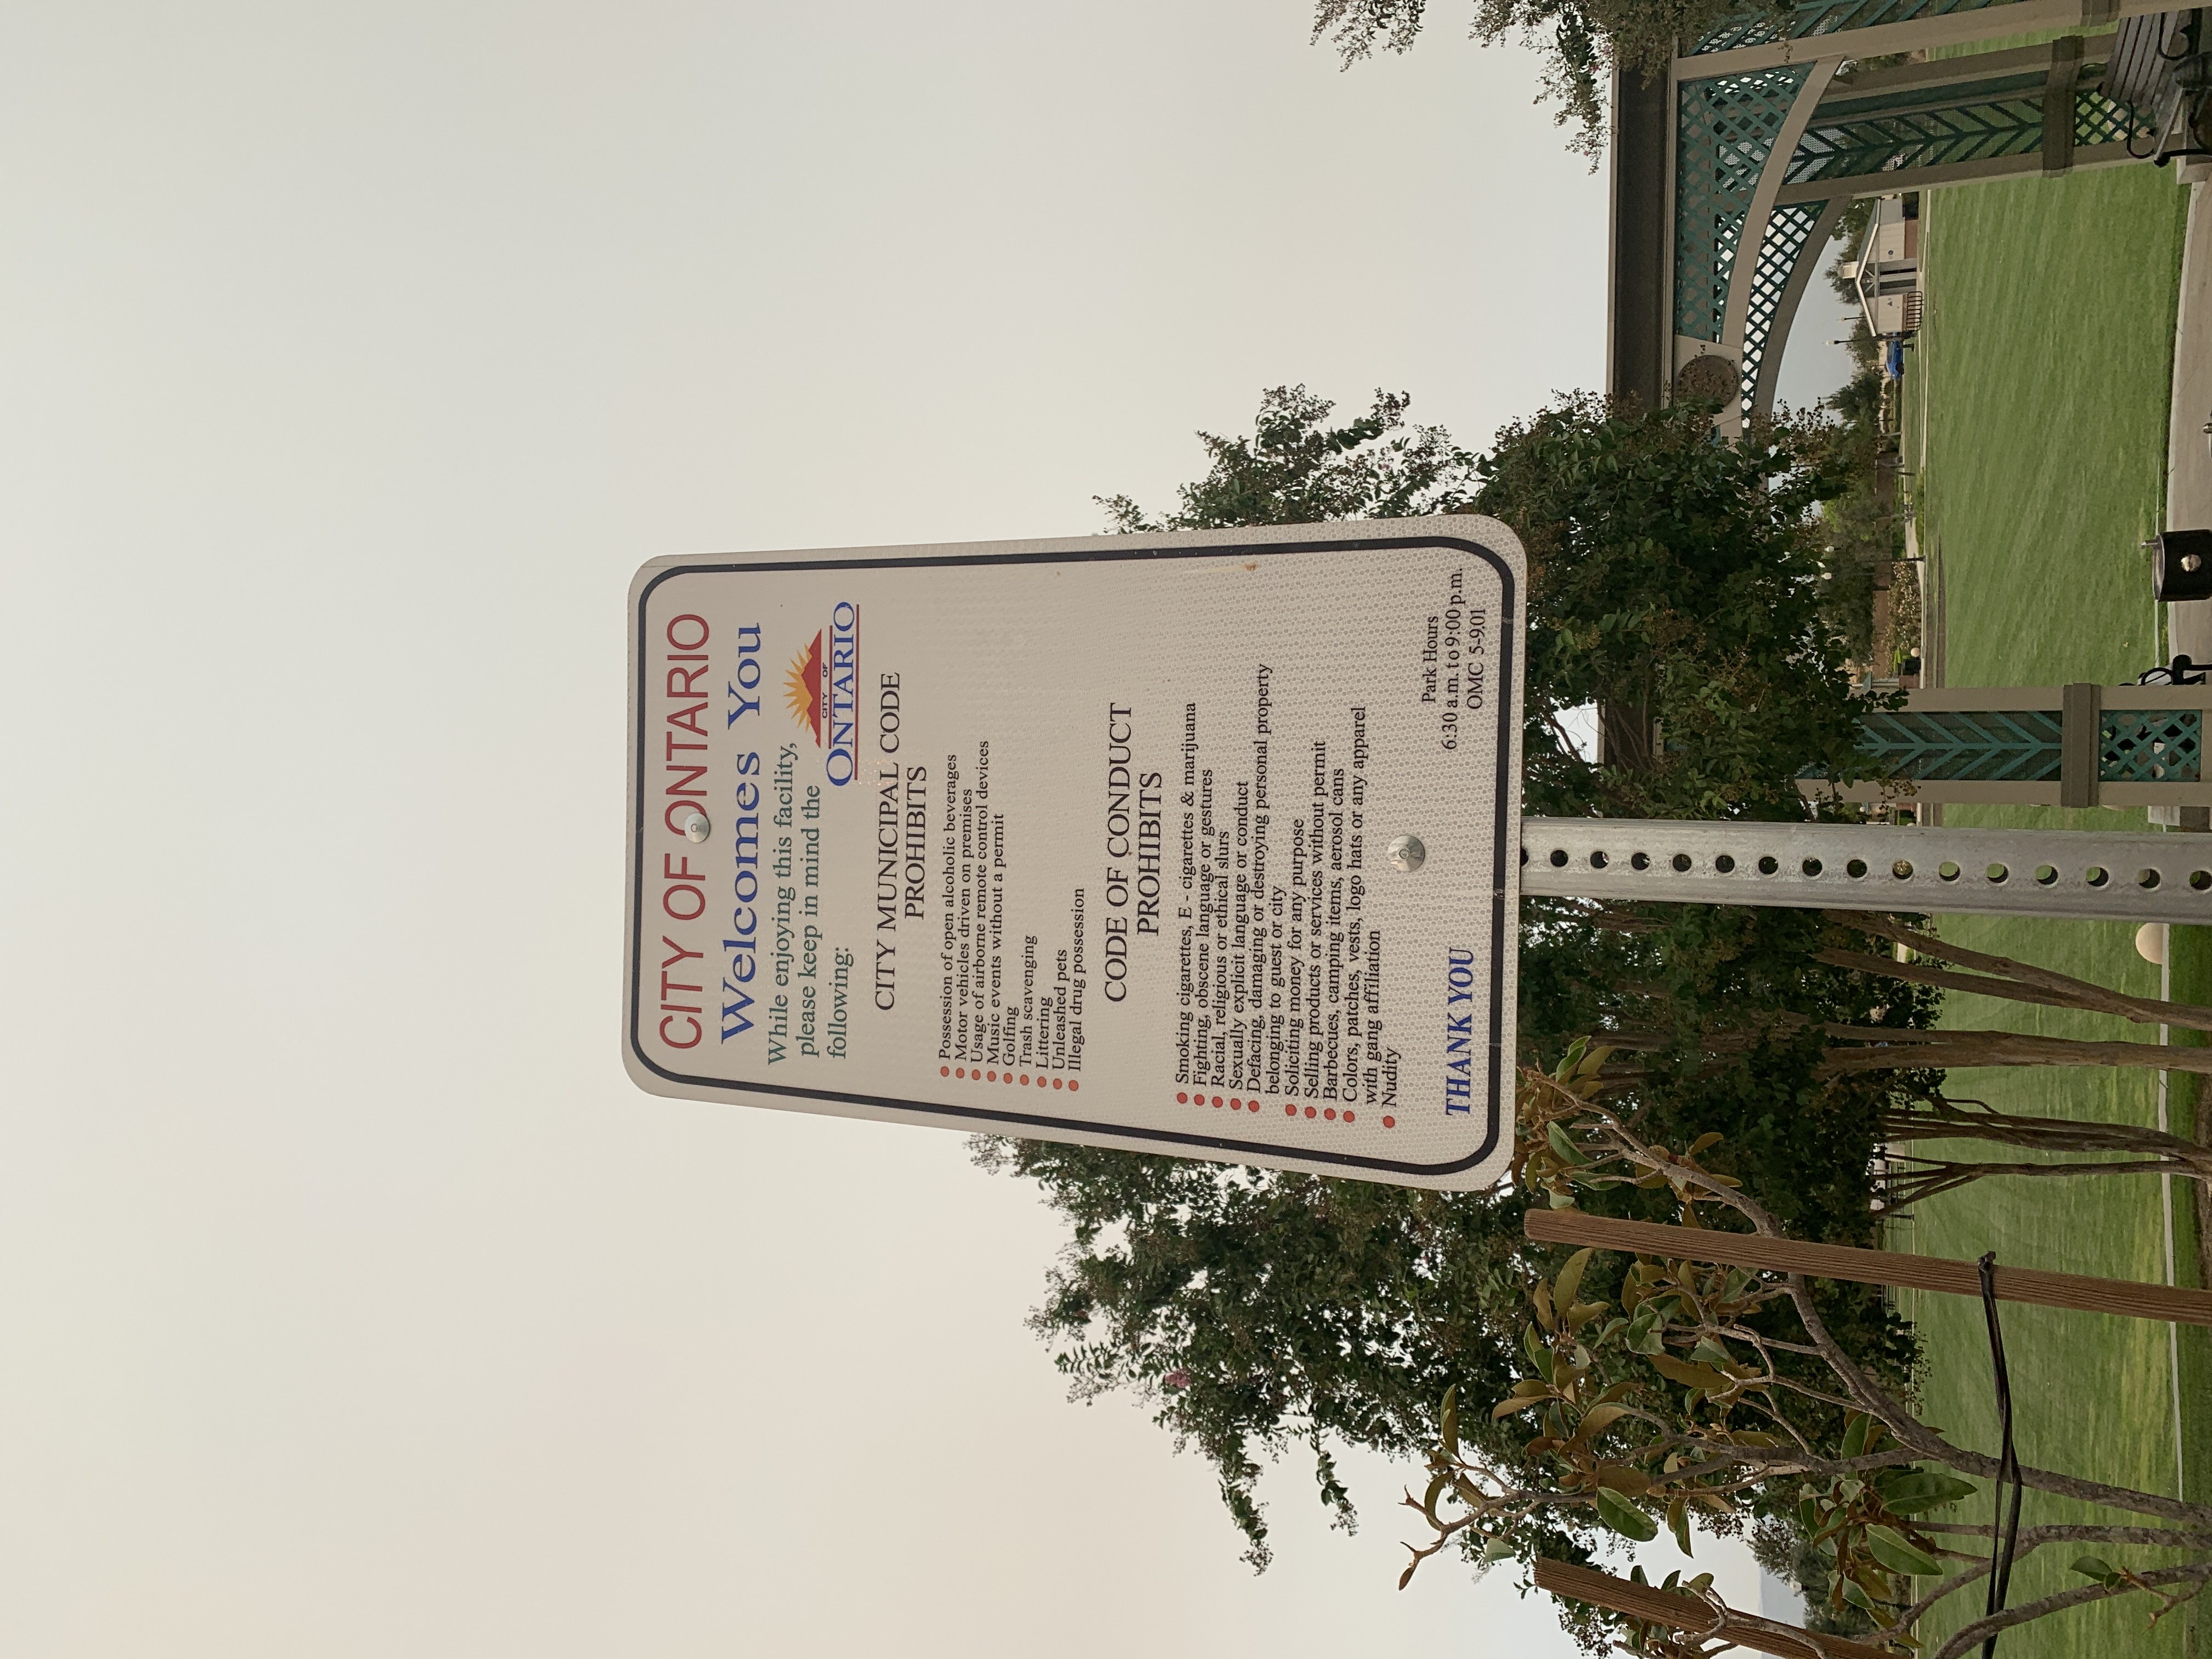 CITY OF ONTARIO
Welcomes You
While enjoying this facility,
please keep in mind the
following:
CITY OF
ONTARIO
CITY MUNICIPAL CODE
PROHIBITS
• Possession of open alcoholic beverages
• Motor vehicles driven on premises
• Usage of airborne remote control devices
• Music events without a permit
• Golfing
• Trash scavenging
• Littering
• Unleashed pets
• Illegal drug possession
CODE OF CONDUCT
PROHIBITS
• Smoking cigarettes, E - cigarettes & marijuana
• Fighting, obscene language or gestures
• Racial, religious or ethical slurs
• Sexually explicit language or conduct
• Defacing, damaging or destroying personal property
belonging to guest or city
• Soliciting money for any purpose
• Selling products or services without permit
• Barbecues, camping items, aerosol cans
• Colors, patches, vests, logo hats or any apparel
with gang affiliation
• Nudity
THANK YOU
Park Hours
6:30 a.m. to 9:00 p.m.
OMC 5-9.01